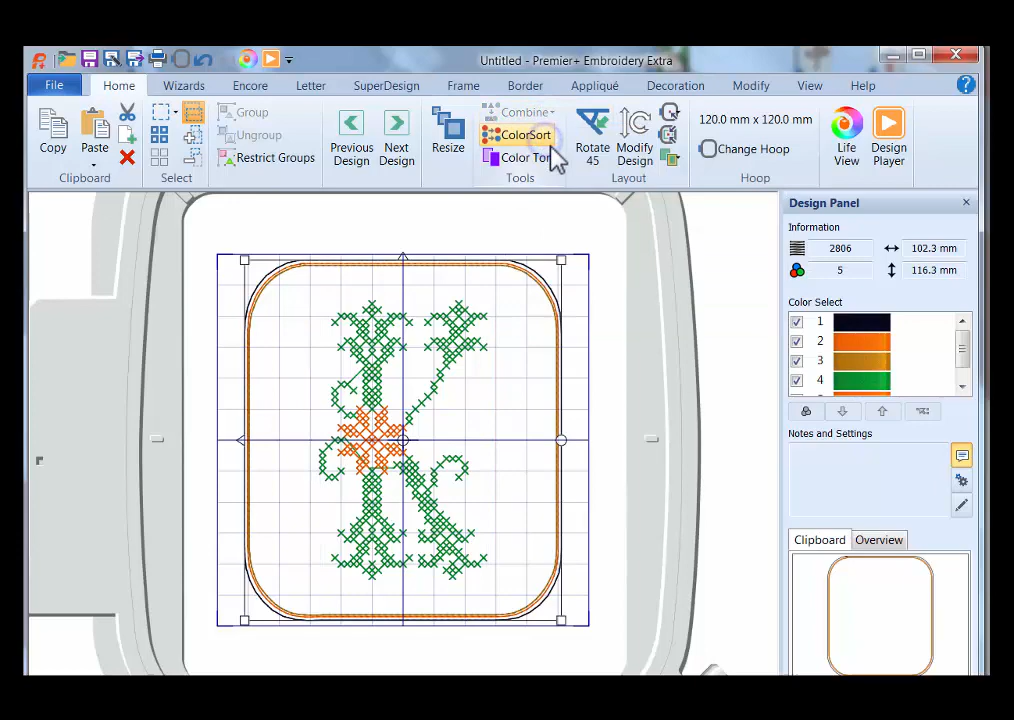 Untitled - Premier+ Embroidery Extra
File Home Wizards Encore Letter SuperDesign Frame Border Appliqué Decoration Modify View
Copy Paste
Clipboard
Select
Group
Ungroup
Restrict Groups
Previous Design
Next Design
Resize
Combine
ColorSort
Color Ton
Tools
Rotate 45
Modify Design
Layout
120.0 mm x 120.0 mm
Change Hoop
Hoop
Life View
Design Player
Design Panel
Information
2806 102.3 mm
5 116.3 mm
Color Select
1
2
3
4
Notes and Settings
Clipboard Overview